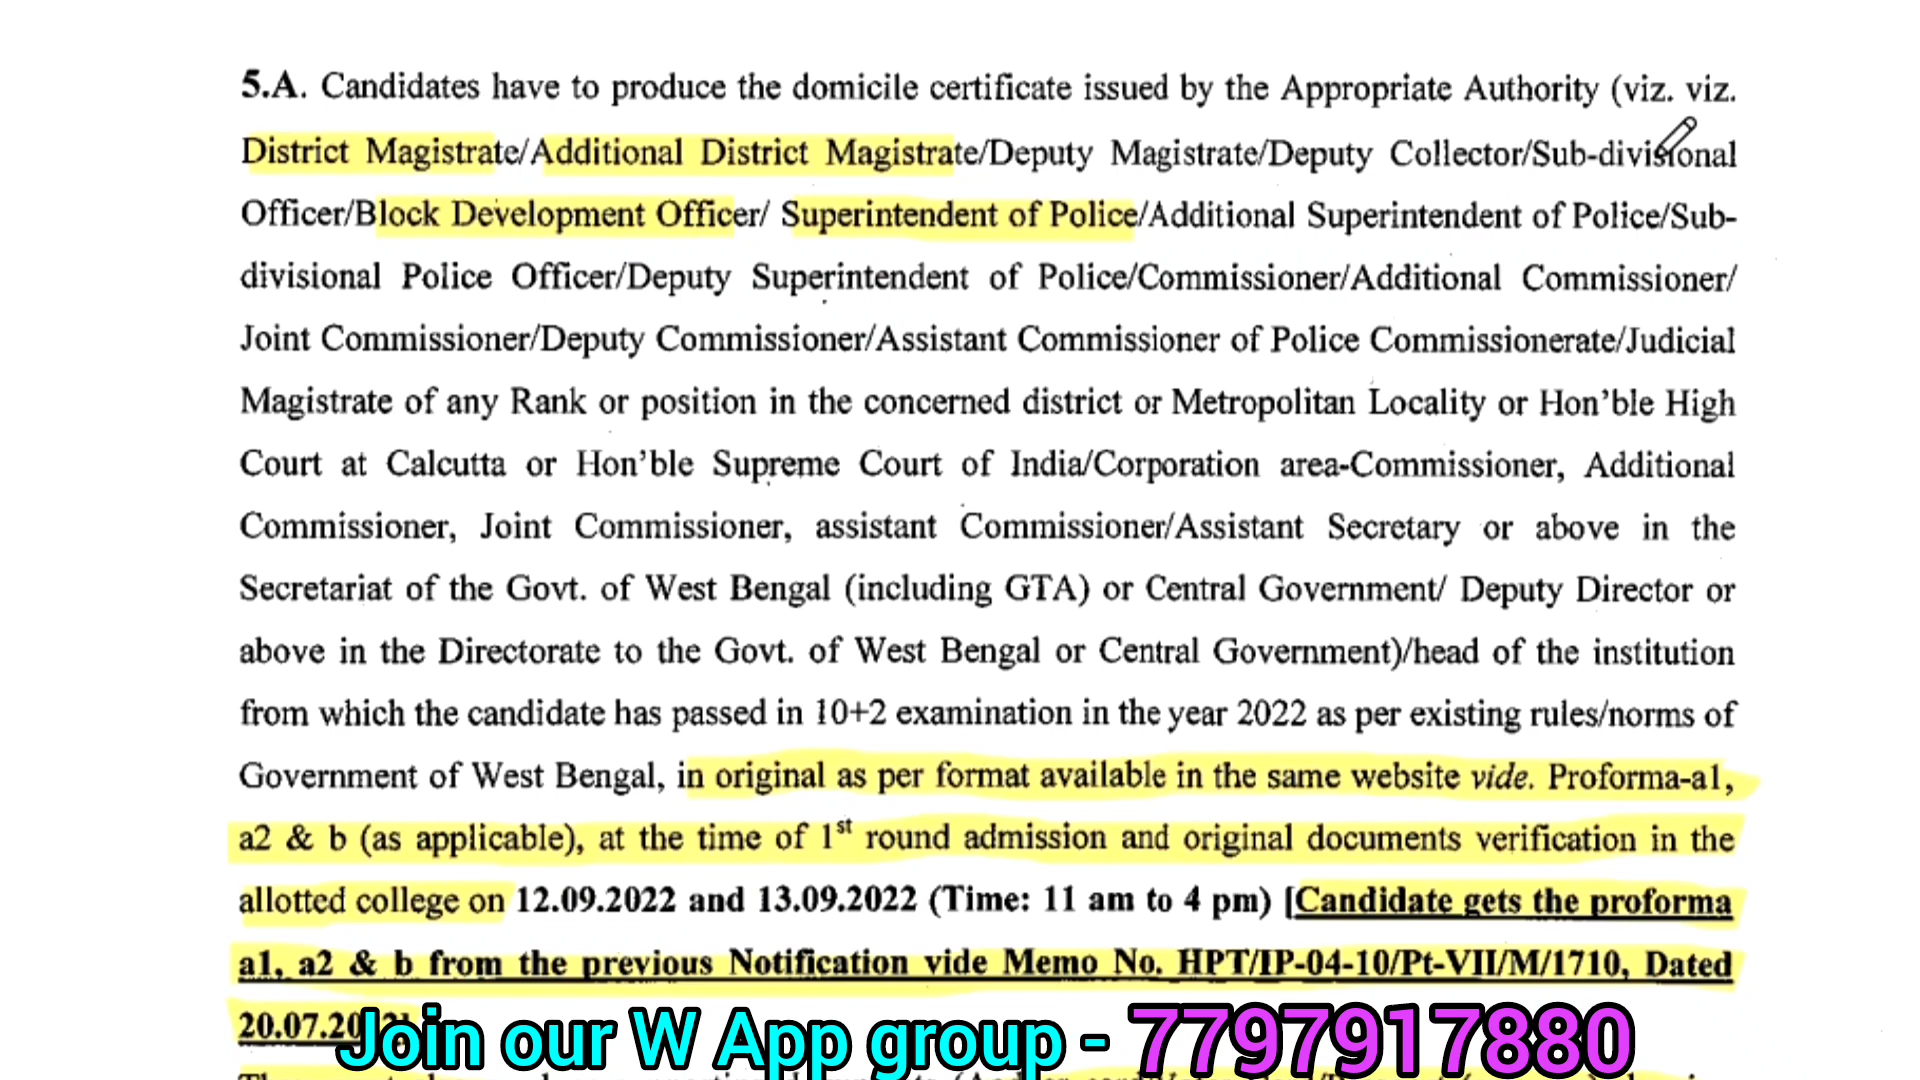 5.A. Candidates have to produce the domicile certificate issued by the Appropriate Authority (viz. viz.
District Magistrate/Additional District Magistrate/Deputy Magistrate/Deputy Collector/Sub-divisional
Officer/Block Development Officer/ Superintendent of Police/Additional Superintendent of Police/Sub-
divisional Police Officer/Deputy Superintendent of Police/Commissioner/Additional Commissioner/
Joint Commissioner/Deputy Commissioner/Assistant Commissioner of Police Commissionerate/Judicial
Magistrate of any Rank or position in the concerned district or Metropolitan Locality or Hon’ble High
Court at Calcutta or Hon’ble Supreme Court of India/Corporation area-Commissioner, Additional
Commissioner, Joint Commissioner, assistant Commissioner/Assistant Secretary or above in the
Secretariat of the Govt. of West Bengal (including GTA) or Central Government/ Deputy Director or
above in the Directorate to the Govt. of West Bengal or Central Government)/head of the institution
from which the candidate has passed in 10+2 examination in the year 2022 as per existing rules/norms of
Government of West Bengal, in original as per format available in the same website vide. Proforma-a1,
a2 & b (as applicable), at the time of 1st round admission and original documents verification in the
allotted college on 12.09.2022 and 13.09.2022 (Time: 11 am to 4 pm) [Candidate gets the proforma
a1, a2 & b from the previous Notification vide Memo No. HPT/IP-04-10/Pt-VII/M/1710, Dated
Join our W App group - 7797917880